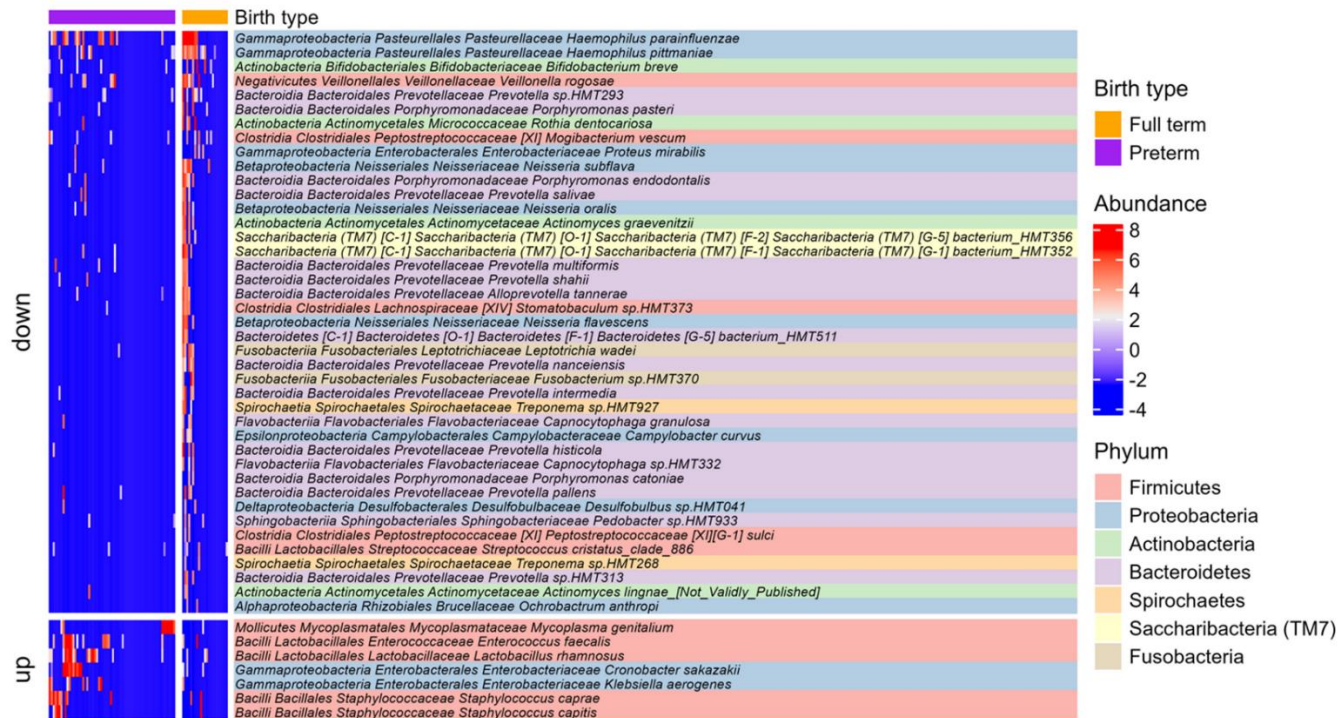 Birth type
Gammaproteobacteria Pasteurellales Pasteurellaceae Haemophilus parainfluenzae
Gammaproteobacteria Pasteurellales Pasteurellaceae Haemophilus pittmaniae
Actinobacteria Bifidobacteriales Bifidobacteriaceae Bifidobacterium breve
Negativicutes Veillonellales Veillonellaceae Veillonella rogosae
Bacteroidia Bacteroidales Prevotellaceae Prevotella sp.HMT293
Bacteroidia Bacteroidales Porphyromonadaceae Porphyromonas pasteri
Actinobacteria Actinomycetales Micrococcaceae Rothia dentocariosa
Clostridia Clostridiales Peptostreptococcaceae [XI] Mogibacterium vescum
Gammaproteobacteria Enterobacterales Enterobacteriaceae Proteus mirabilis
Betaproteobacteria Neisseriales Neisseriaceae Neisseria subflava
Bacteroidia Bacteroidales Porphyromonadaceae Porphyromonas endodontalis
Bacteroidia Bacteroidales Prevotellaceae Prevotella salivae
Betaproteobacteria Neisseriales Neisseriaceae Neisseria oralis
Actinobacteria Actinomycetales Actinomycetaceae Actinomyces graevenitzii
Saccharibacteria (TM7) [C-1] Saccharibacteria (TM7) [O-1] Saccharibacteria (TM7) [F-2] Saccharibacteria (TM7) [G-5] bacterium_HMT356
Saccharibacteria (TM7) [C-1] Saccharibacteria (TM7) [O-1] Saccharibacteria (TM7) [F-1] Saccharibacteria (TM7) [G-1] bacterium_HMT352
Bacteroidia Bacteroidales Prevotellaceae Prevotella multiformis
Bacteroidia Bacteroidales Prevotellaceae Prevotella shahii
Bacteroidia Bacteroidales Prevotellaceae Alloprevotella tannerae
Clostridia Clostridiales Lachnospiraceae [XIV] Stomatobaculum sp.HMT373
Betaproteobacteria Neisseriales Neisseriaceae Neisseria flavescens
Bacteroidetes [C-1] Bacteroidetes [O-1] Bacteroidetes [F-1] Bacteroidetes [G-5] bacterium_HMT511
Fusobacteriia Fusobacteriales Leptotrichiaceae Leptotrichia wadei
Bacteroidia Bacteroidales Prevotellaceae Prevotella nanceiensis
Fusobacteriia Fusobacteriales Fusobacteriaceae Fusobacterium sp.HMT370
Bacteroidia Bacteroidales Prevotellaceae Prevotella intermedia
Spirochaetia Spirochaetales Spirochaetaceae Treponema sp.HMT927
Flavobacteriia Flavobacteriales Flavobacteriaceae Capnocytophaga granulosa
Epsilonproteobacteria Campylobacterales Campylobacteraceae Campylobacter curvus
Bacteroidia Bacteroidales Prevotellaceae Prevotella histicola
Flavobacteriia Flavobacteriales Flavobacteriaceae Capnocytophaga sp.HMT332
Bacteroidia Bacteroidales Porphyromonadaceae Porphyromonas catoniae
Bacteroidia Bacteroidales Prevotellaceae Prevotella pallens
Deltaproteobacteria Desulfobacterales Desulfobulbaceae Desulfobulbus sp.HMT041
Sphingobacteriia Sphingobacteriales Sphingobacteriaceae Pedobacter sp.HMT933
Clostridia Clostridiales Peptostreptococcaceae [XI] Peptostreptococcaceae [XI][G-1] sulci
Bacilli Lactobacillales Streptococcaceae Streptococcus cristatus_clade_886
Spirochaetia Spirochaetales Spirochaetaceae Treponema sp.HMT268
Bacteroidia Bacteroidales Prevotellaceae Prevotella sp.HMT313
Actinobacteria Actinomycetales Actinomycetaceae Actinomyces lingnae_[Not_Validly_Published]
Alphaproteobacteria Rhizobiales Brucellaceae Ochrobactrum anthropi
down
Mollicutes Mycoplasmatales Mycoplasmataceae Mycoplasma genitalium
Bacilli Lactobacillales Enterococcaceae Enterococcus faecalis
Bacilli Lactobacillales Lactobacillaceae Lactobacillus rhamnosus
Gammaproteobacteria Enterobacterales Enterobacteriaceae Cronobacter sakazakii
Gammaproteobacteria Enterobacterales Enterobacteriaceae Klebsiella aerogenes
Bacilli Bacillales Staphylococcaceae Staphylococcus caprae
Bacilli Bacillales Staphylococcaceae Staphylococcus capitis
up
Birth type
Full term
Preterm
Abundance
8
6
4
2
0
-2
-4
Phylum
Firmicutes
Proteobacteria
Actinobacteria
Bacteroidetes
Spirochaetes
Saccharibacteria (TM7)
Fusobacteria